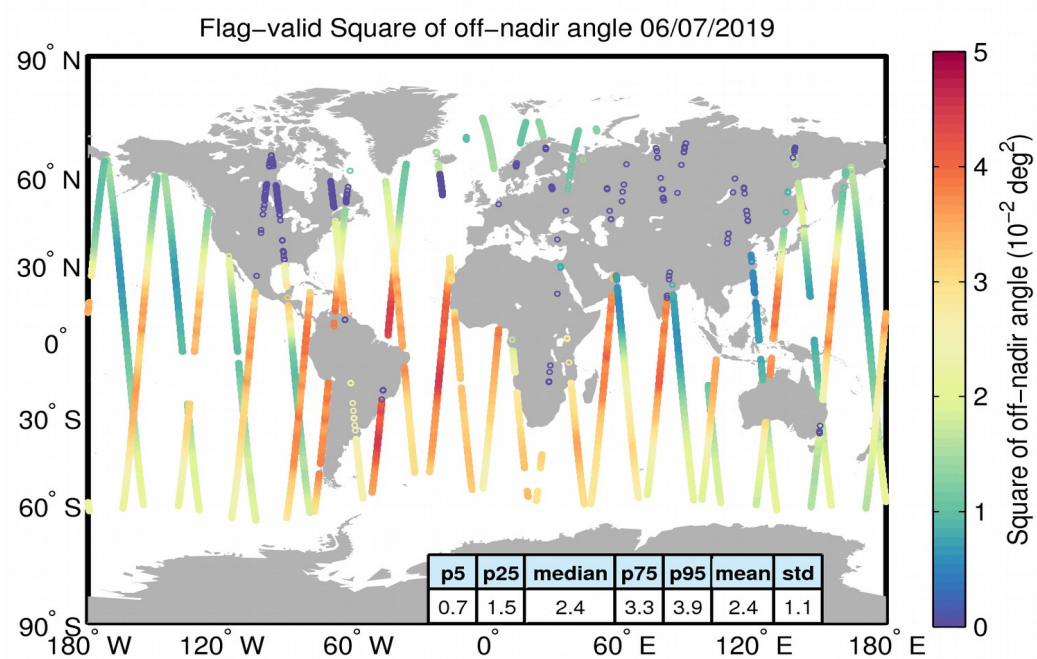 Flag−valid Square of off−nadir angle 06/07/2019
90° N
60° N
30° N
0°
30° S
60° S
90° S
180° W
120° W
60° W
0°
60° E
120° E
180° E
p5 p25 median p75 p95 mean std
0.7 1.5 2.4 3.3 3.9 2.4 1.1
5
4
3
2
1
0
Square of off−nadir angle (10⁻² deg²)